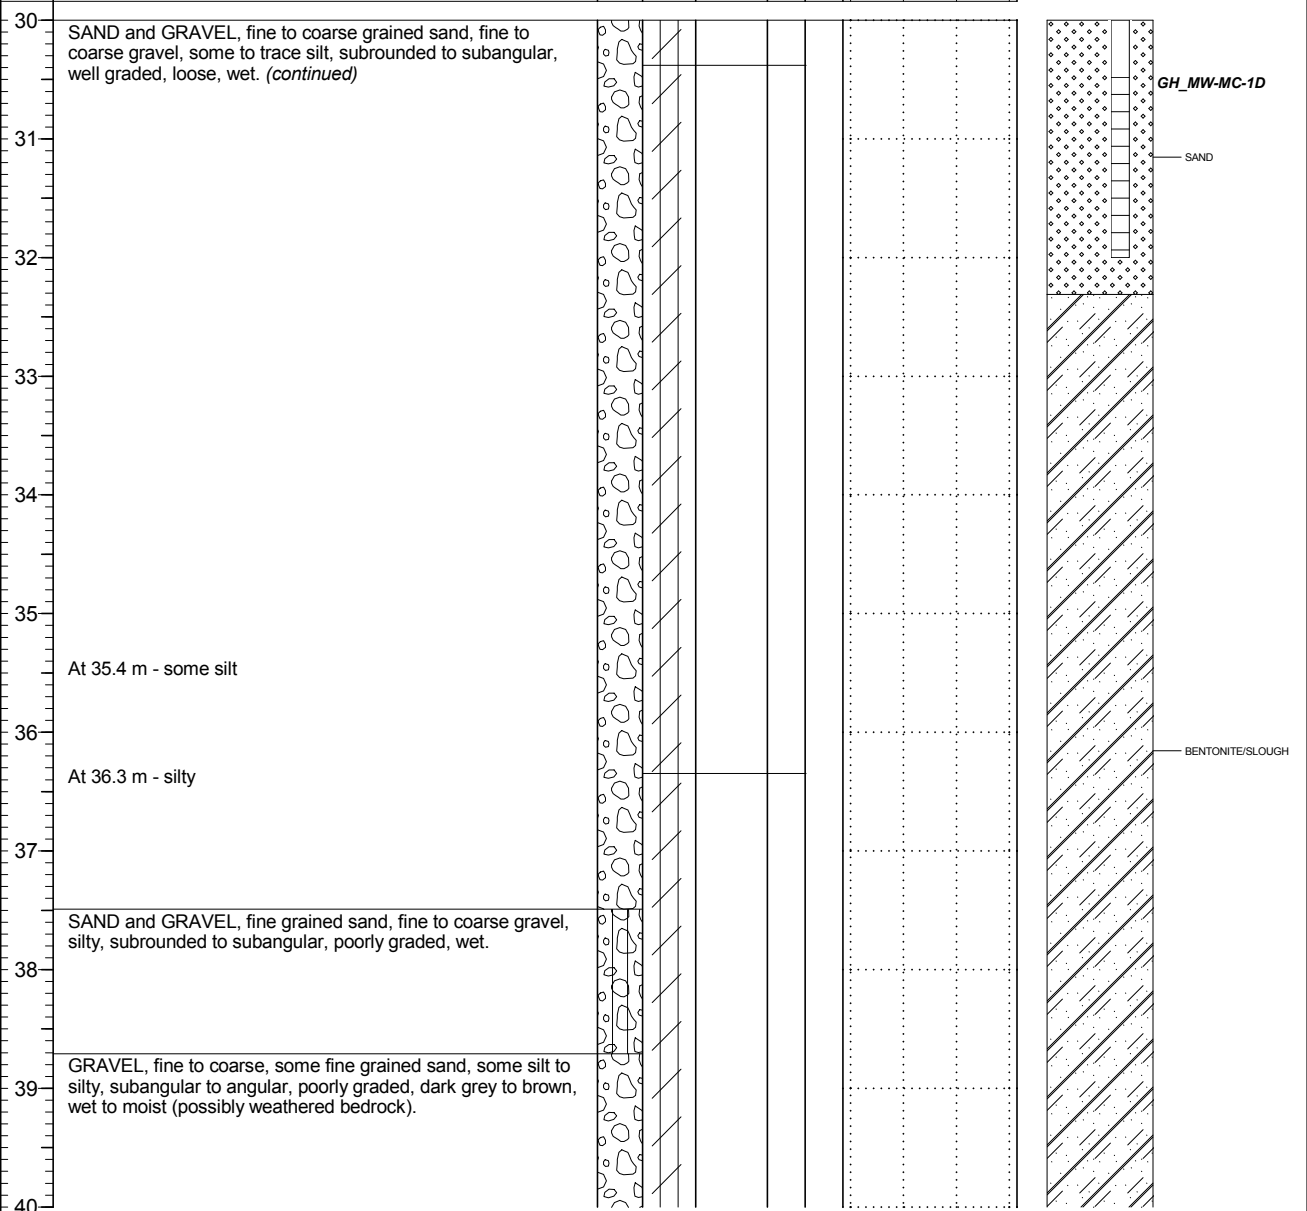 30
SAND and GRAVEL, fine to coarse grained sand, fine to
coarse gravel, some to trace silt, subrounded to subangular,
well graded, loose, wet. (continued)
GH_MW-MC-1D
31
SAND
32
33
34
35
At 35.4 m - some silt
36
BENTONITE/SLOUGH
At 36.3 m - silty
37
SAND and GRAVEL, fine grained sand, fine to coarse gravel,
silty, subrounded to subangular, poorly graded, wet.
38
GRAVEL, fine to coarse, some fine grained sand, some silt to
silty, subangular to angular, poorly graded, dark grey to brown,
39
wet to moist (possibly weathered bedrock).
40